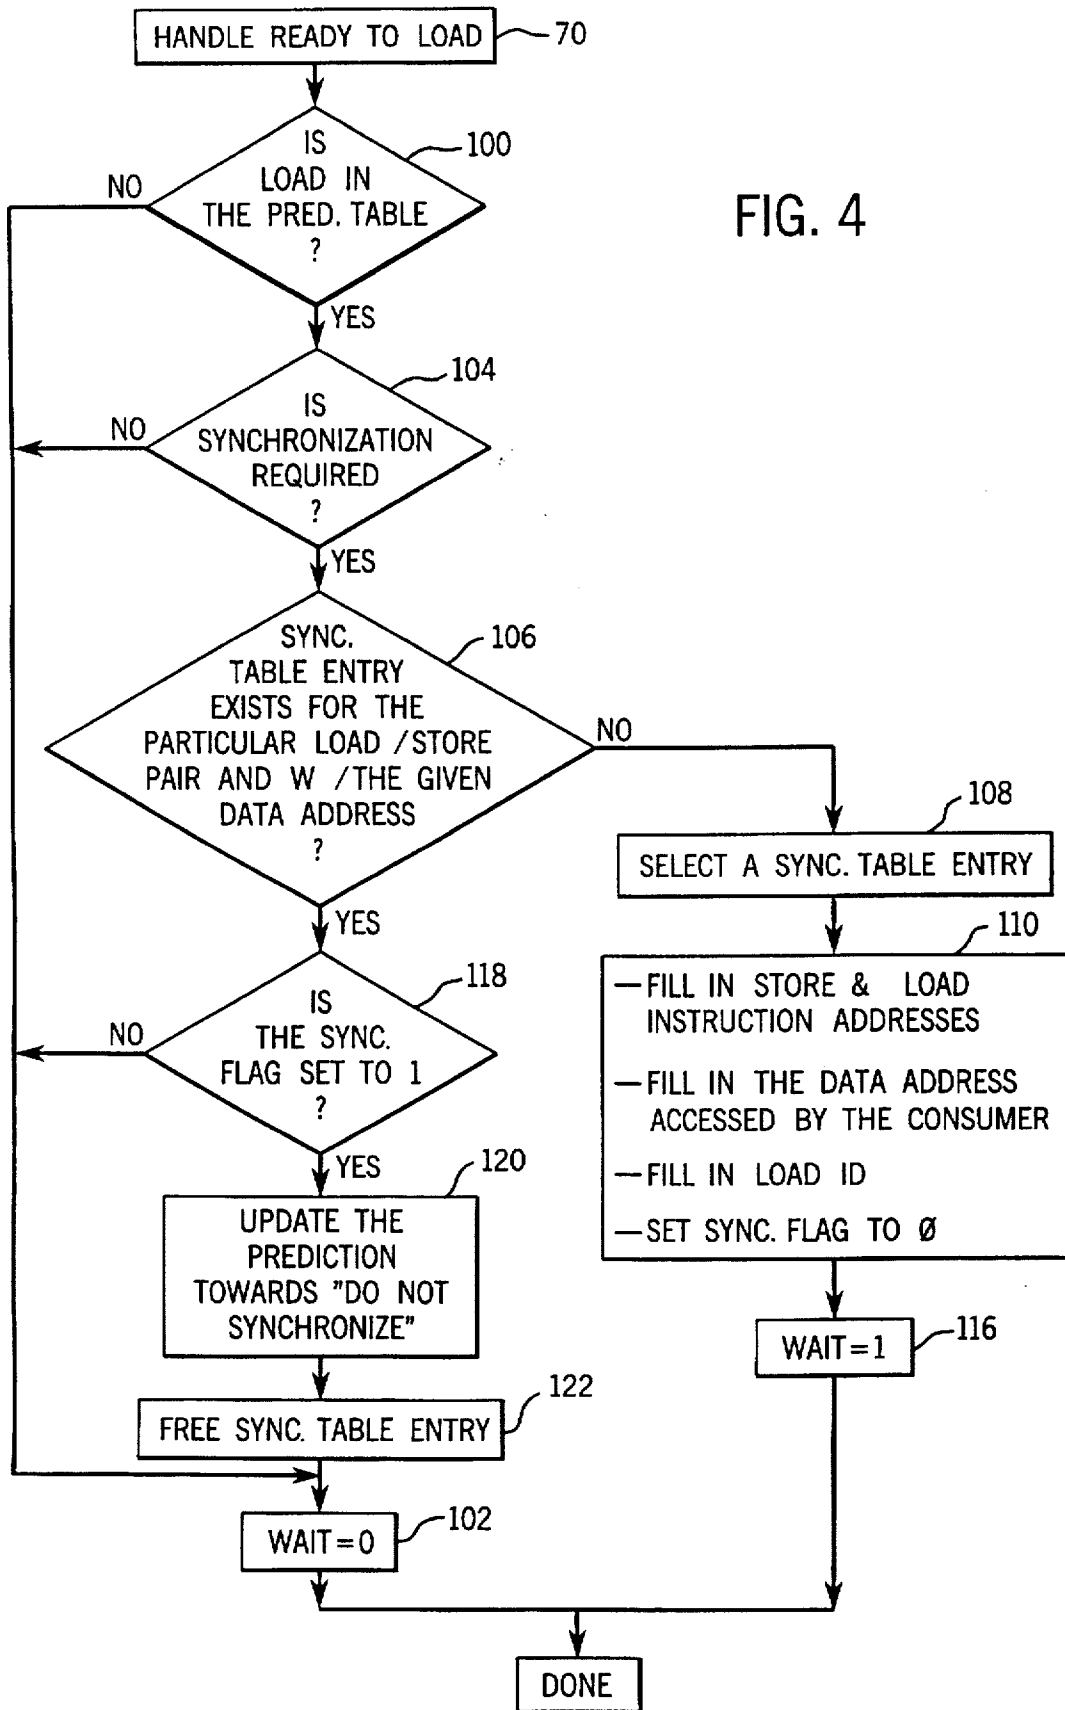 HANDLE READY TO LOAD
70
IS
LOAD IN
THE PRED. TABLE
?
100
NO
FIG. 4
YES
IS
SYNCHRONIZATION
REQUIRED
?
104
NO
YES
SYNC.
TABLE ENTRY
EXISTS FOR THE
PARTICULAR LOAD /STORE
PAIR AND W /THE GIVEN
DATA ADDRESS
?
106
NO
108
SELECT A SYNC. TABLE ENTRY
YES
110
—FILL IN STORE & LOAD
INSTRUCTION ADDRESSES
—FILL IN THE DATA ADDRESS
ACCESSED BY THE CONSUMER
—FILL IN LOAD ID
—SET SYNC. FLAG TO Ø
IS
THE SYNC.
FLAG SET TO 1
?
118
NO
YES
120
UPDATE THE
PREDICTION
TOWARDS "DO NOT
SYNCHRONIZE"
WAIT=1
116
122
FREE SYNC. TABLE ENTRY
WAIT=0
102
DONE